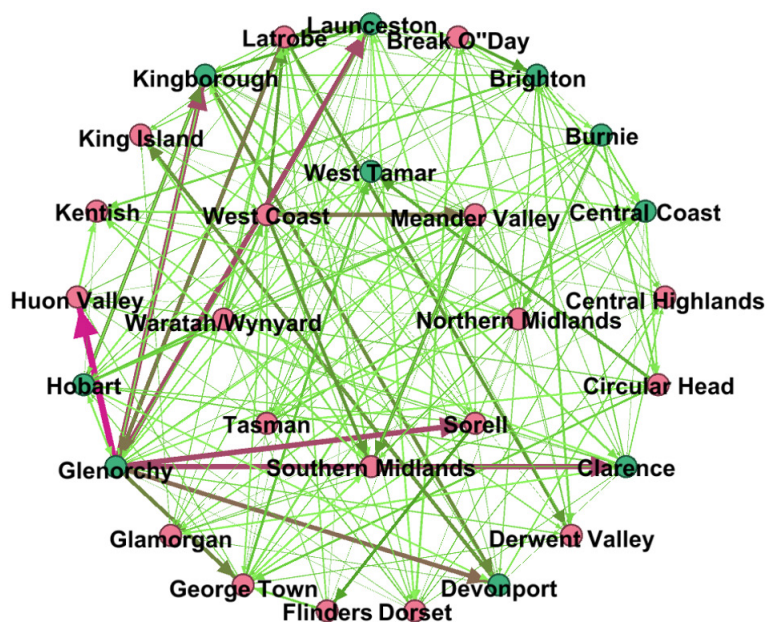 Launceston
Latrobe
Break O"Day
Kingborough
Brighton
King Island
Burnie
West Tamar
Kentish
West Coast
Meander Valley
Central Coast
Huon Valley
Central Highlands
Waratah/Wynyard
Northern Midlands
Hobart
Circular Head
Tasman
Sorell
Glenorchy
Southern Midlands
Clarence
Glamorgan
Derwent Valley
George Town
Devonport
Flinders
Dorset